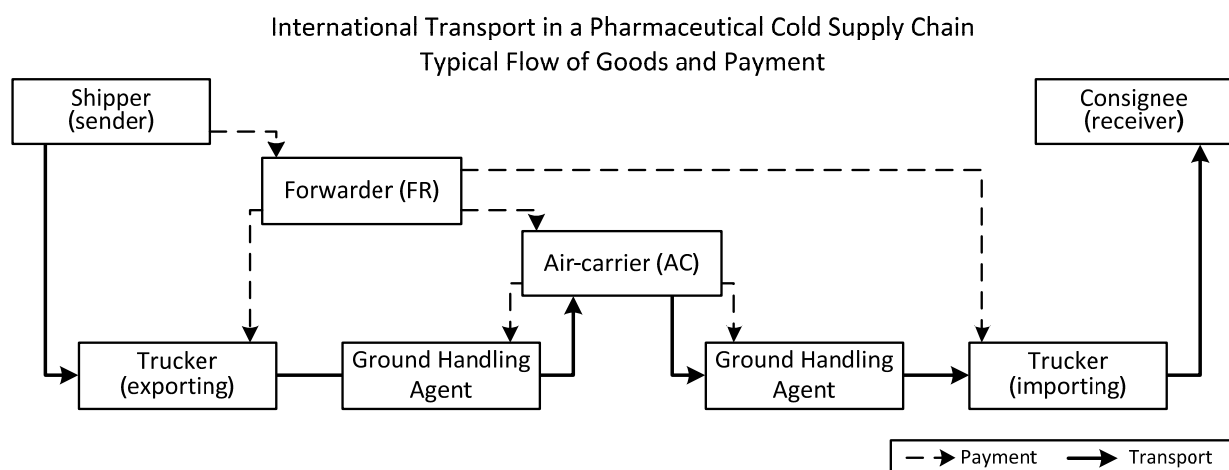 International Transport in a Pharmaceutical Cold Supply Chain
Typical Flow of Goods and Payment
Shipper
(sender)
Consignee
(receiver)
Forwarder (FR)
Air-carrier (AC)
Trucker
(exporting)
Ground Handling
Agent
Ground Handling
Agent
Trucker
(importing)
Payment
Transport